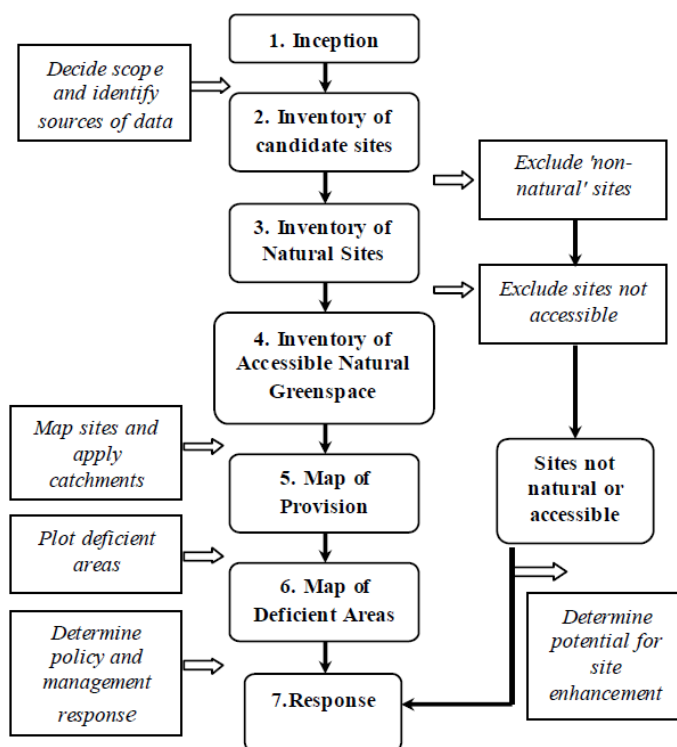 1. Inception
Decide scope
and identify
sources of data
2. Inventory of
candidate sites
Exclude 'non-
natural' sites
3. Inventory of
Natural Sites
Exclude sites not
accessible
4. Inventory of
Accessible Natural
Greenspace
Map sites and
apply
catchments
5. Map of
Provision
Sites not
natural or
accessible
Plot deficient
areas
6. Map of
Deficient Areas
Determine
policy and
management
response
Determine
potential for
site
enhancement
7.Response